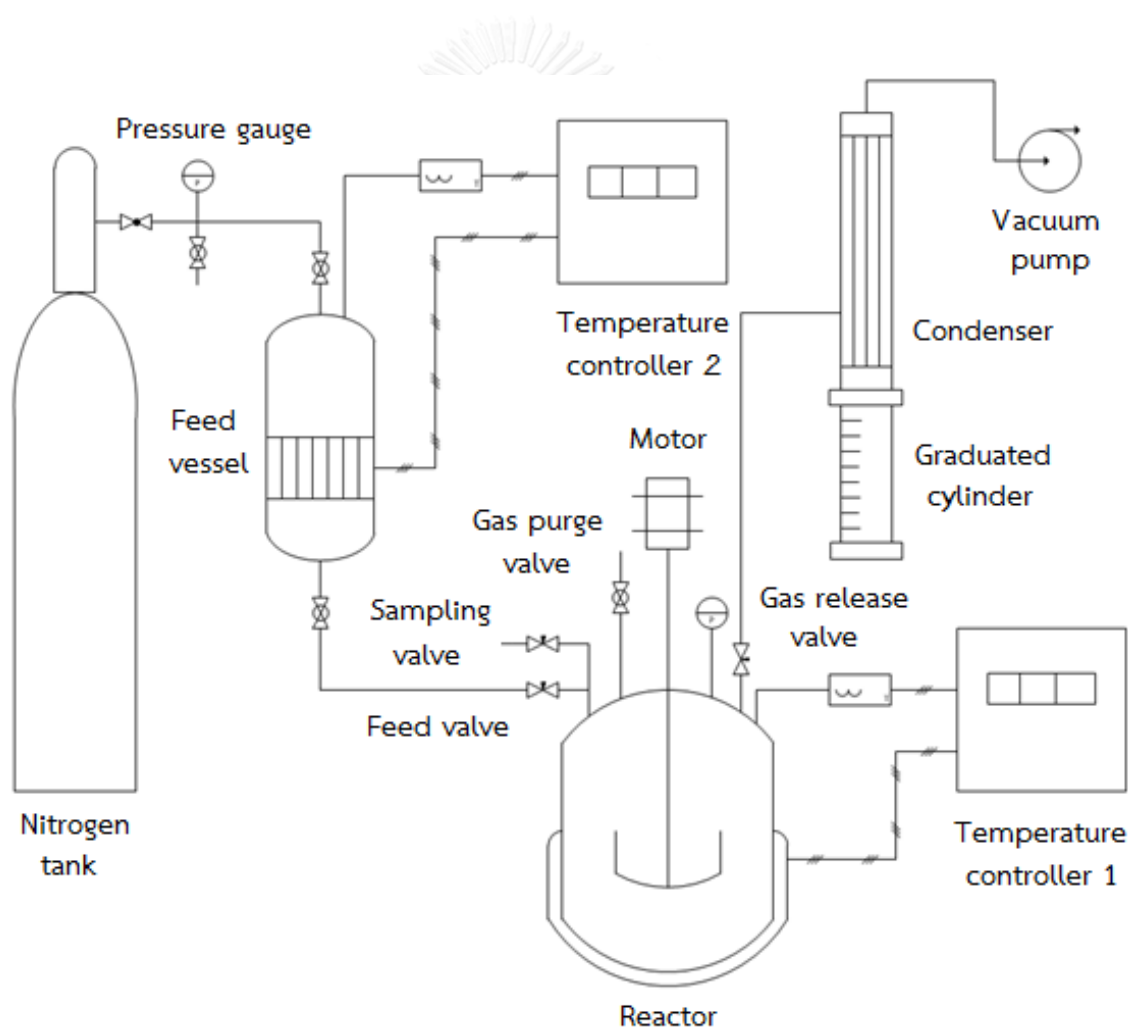 Pressure gauge
P
Vacuum
pump
Temperature
controller 2
Condenser
Feed
vessel
Motor
Graduated
cylinder
Gas purge
valve
Sampling
valve
P
Gas release
valve
Feed valve
Nitrogen
tank
Temperature
controller 1
Reactor